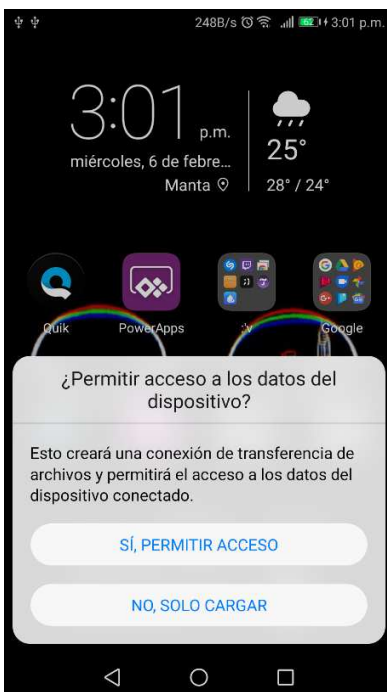 248B/s 62 3:01 p.m.
3:01 p.m.
miércoles, 6 de febre...
Manta
25°
28° / 24°
Quik
PowerApps
:'v
Google
¿Permitir acceso a los datos del
dispositivo?
Esto creará una conexión de transferencia de
archivos y permitirá el acceso a los datos del
dispositivo conectado.
SÍ, PERMITIR ACCESO
NO, SOLO CARGAR